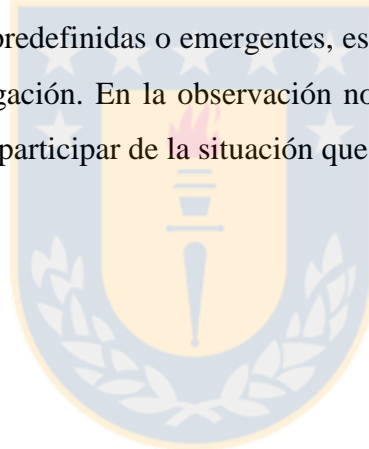 predefinidas o emergentes, es
gación. En la observación no
participar de la situación que